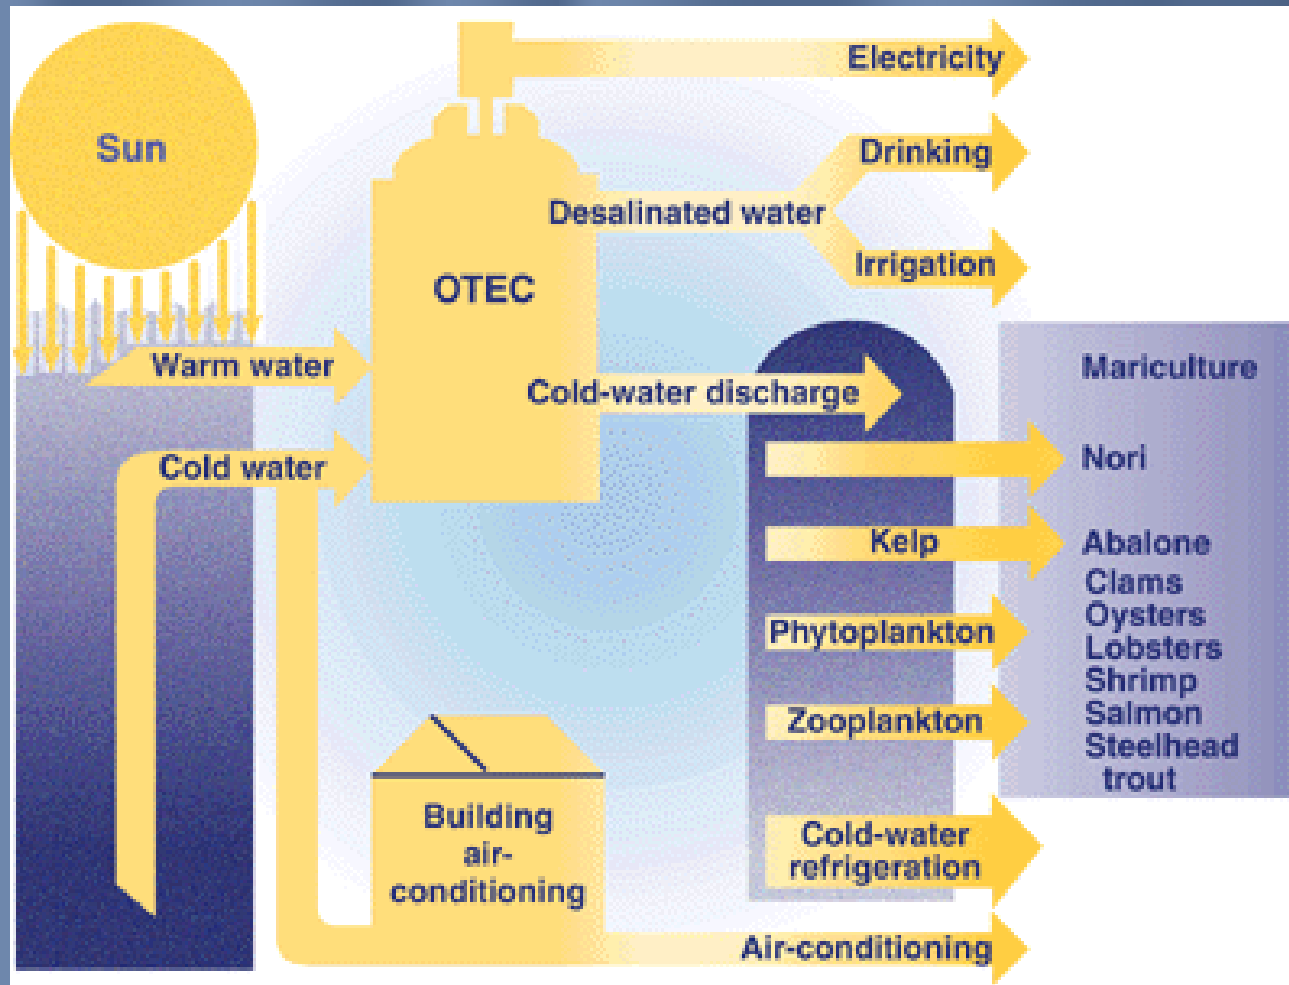 Sun
Electricity
Drinking
Desalinated water
Irrigation
OTEC
Warm water
Cold water
Cold-water discharge
Mariculture
Nori
Kelp
Abalone
Clams
Oysters
Lobsters
Shrimp
Salmon
Steelhead
trout
Phytoplankton
Zooplankton
Cold-water
refrigeration
Building
air-
conditioning
Air-conditioning